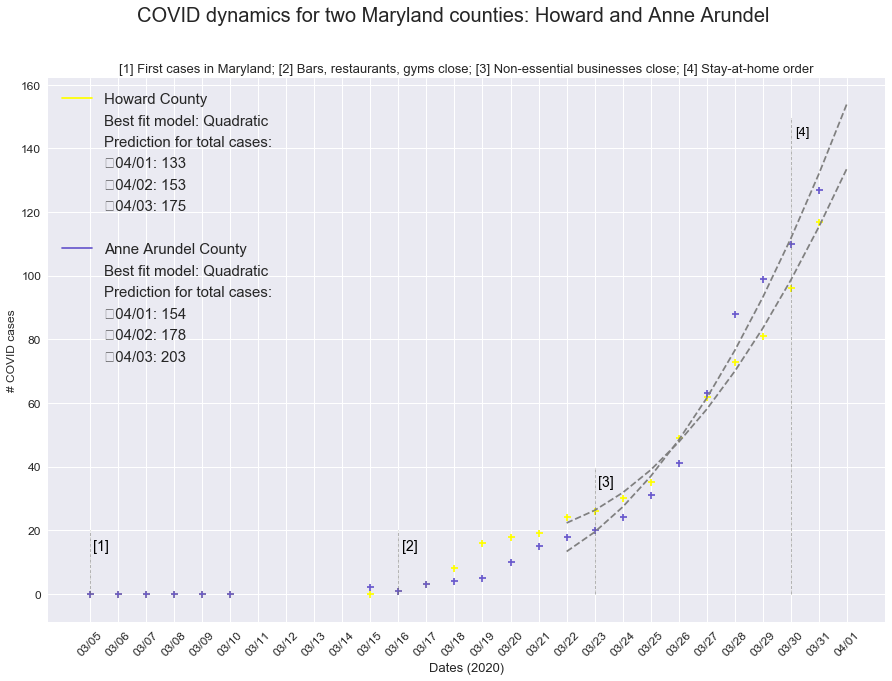 COVID dynamics for two Maryland counties: Howard and Anne Arundel
[1] First cases in Maryland; [2] Bars, restaurants, gyms close; [3] Non-essential businesses close; [4] Stay-at-home order
160
140
120
100
80
60
40
20
0
# COVID cases
Howard County
Best fit model: Quadratic
Prediction for total cases:
04/01: 133
04/02: 153
04/03: 175
Anne Arundel County
Best fit model: Quadratic
Prediction for total cases:
04/01: 154
04/02: 178
04/03: 203
[1]
[2]
[3]
[4]
03/05 03/06 03/07 03/08 03/09 03/10 03/11 03/12 03/13 03/14 03/15 03/16 03/17 03/18 03/19 03/20 03/21 03/22 03/23 03/24 03/25 03/26 03/27 03/28 03/29 03/30 03/31 04/01
Dates (2020)